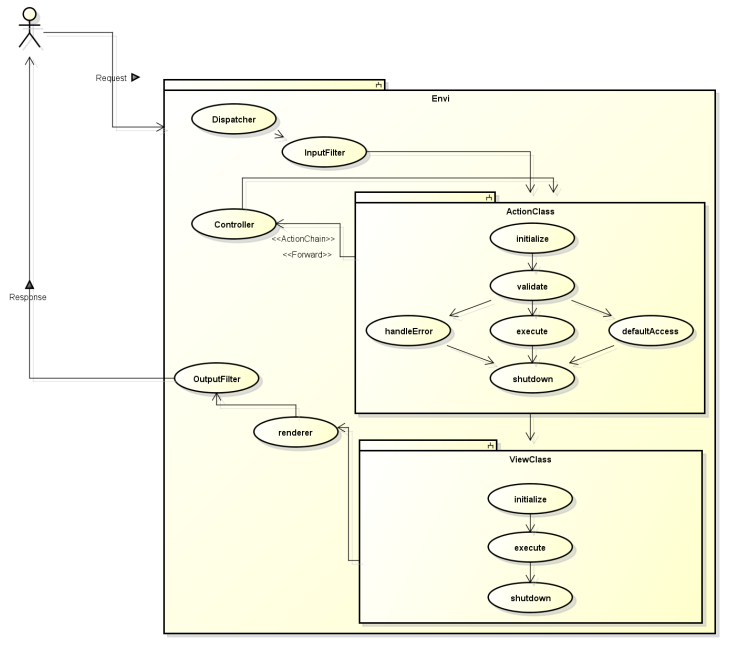 Request
Envi
Dispatcher
InputFilter
ActionClass
Controller
initialize
<<ActionChain>>
<<Forward>>
validate
Response
handleError
execute
defaultAccess
OutputFilter
shutdown
renderer
ViewClass
initialize
execute
shutdown